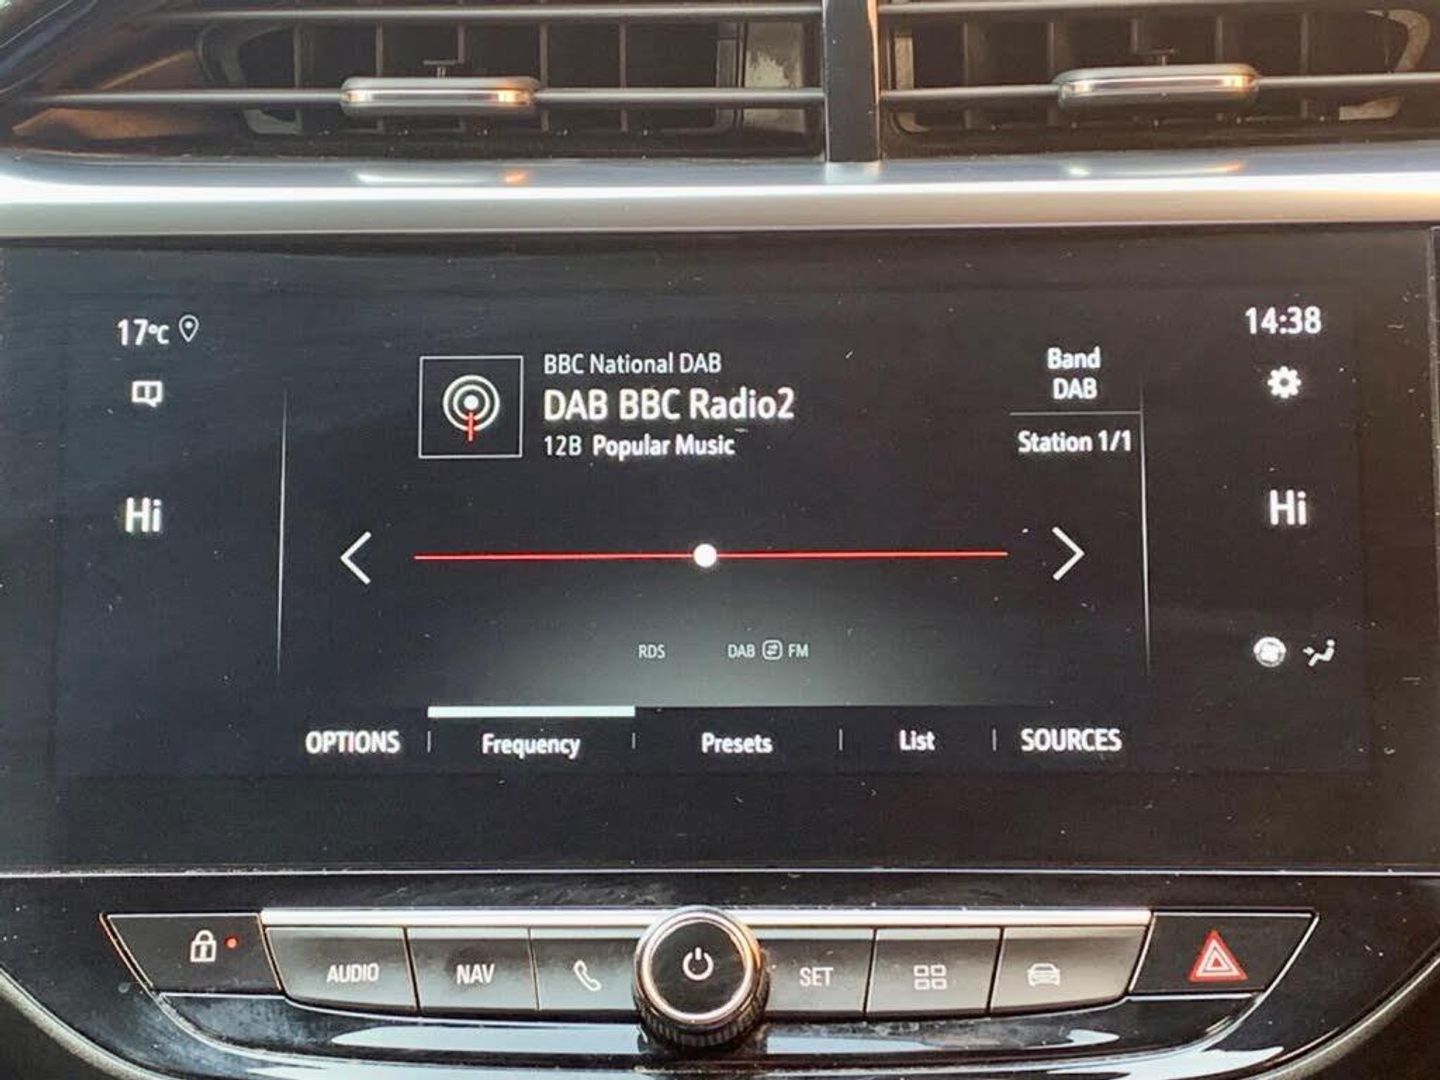 17°C
14:38
BBC National DAB
DAB BBC Radio2
12B Popular Music
Band
DAB
Station 1/1
Hi
Hi
RDS
DAB FM
OPTIONS
Frequency
Presets
List
SOURCES
AUDIO
NAV
SET